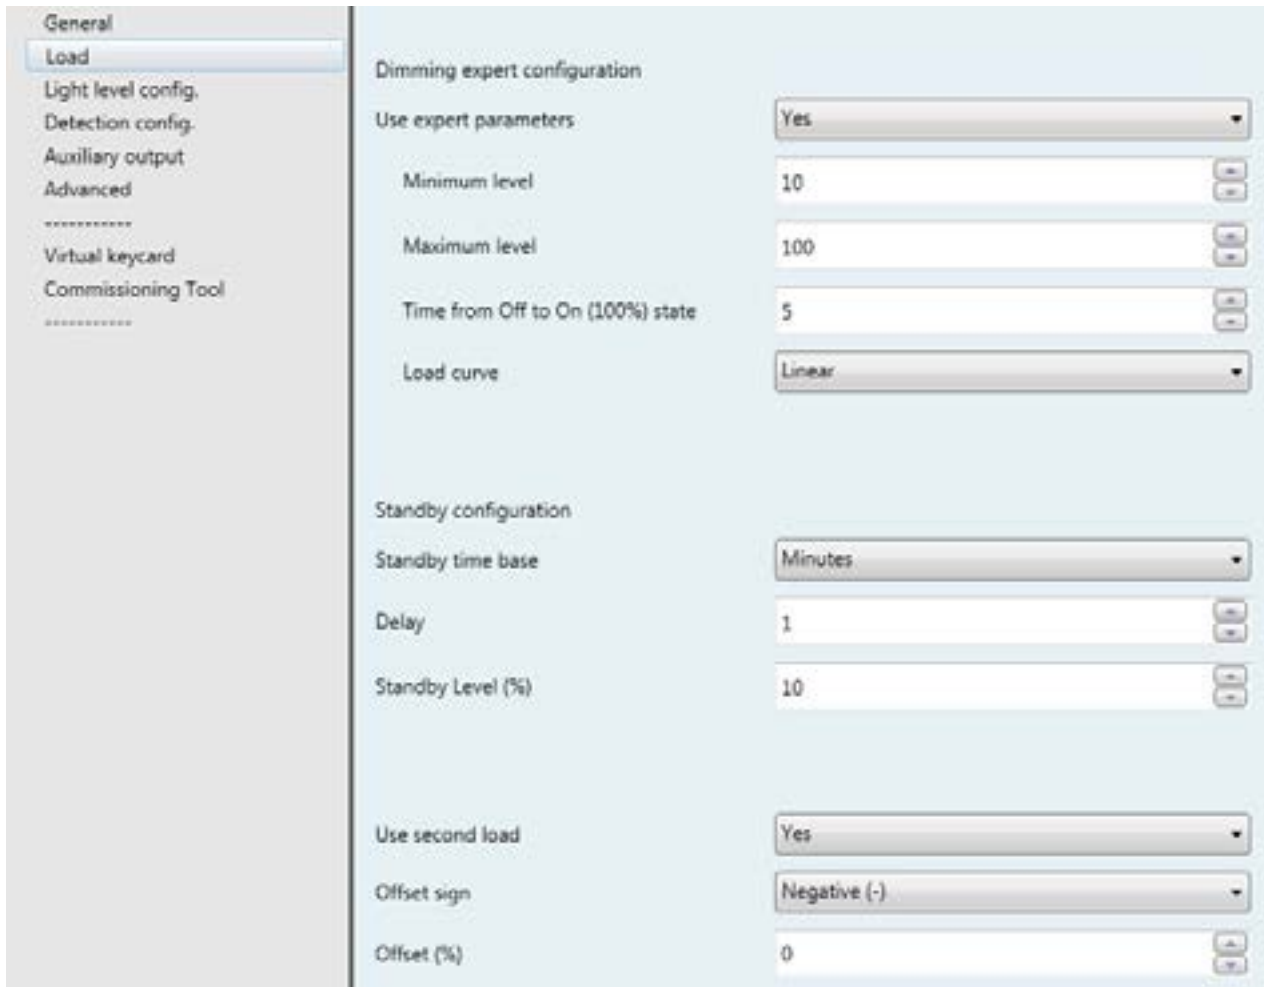 General
Load
Light level config.
Detection config.
Auxiliary output
Advanced
-----------
Virtual keycard
Commissioning Tool
-----------
Dimming expert configuration
Use expert parameters Yes
Minimum level 10
Maximum level 100
Time from Off to On (100%) state 5
Load curve Linear
Standby configuration
Standby time base Minutes
Delay 1
Standby Level (%) 10
Use second load Yes
Offset sign Negative (-)
Offset (%) 0